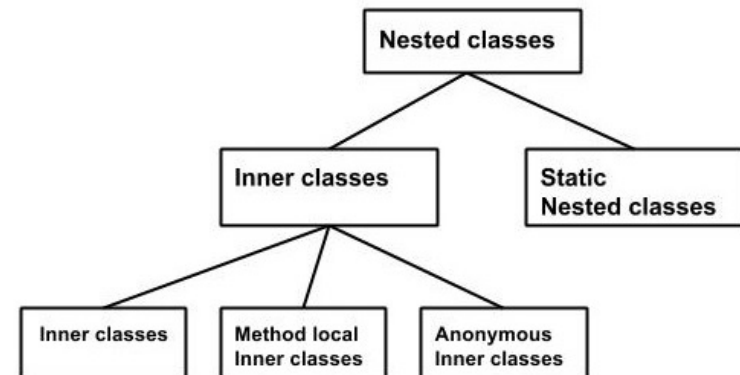 Nested classes
Inner classes
Static
Nested classes
Inner classes
Method local
Inner classes
Anonymous
Inner classes